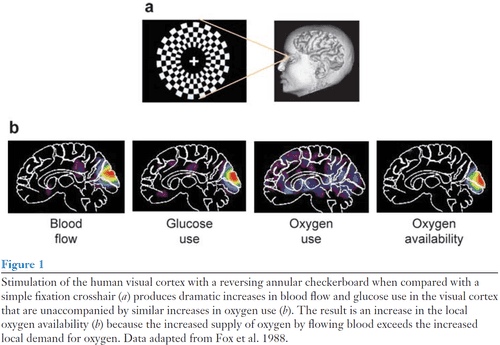 a
b
Blood
flow
Glucose
use
Oxygen
use
Oxygen
availability
Figure 1
Stimulation of the human visual cortex with a reversing annular checkerboard when compared with a
simple fixation crosshair (a) produces dramatic increases in blood flow and glucose use in the visual cortex
that are unaccompanied by similar increases in oxygen use (b). The result is an increase in the local
oxygen availability (b) because the increased supply of oxygen by flowing blood exceeds the increased
local demand for oxygen. Data adapted from Fox et al. 1988.